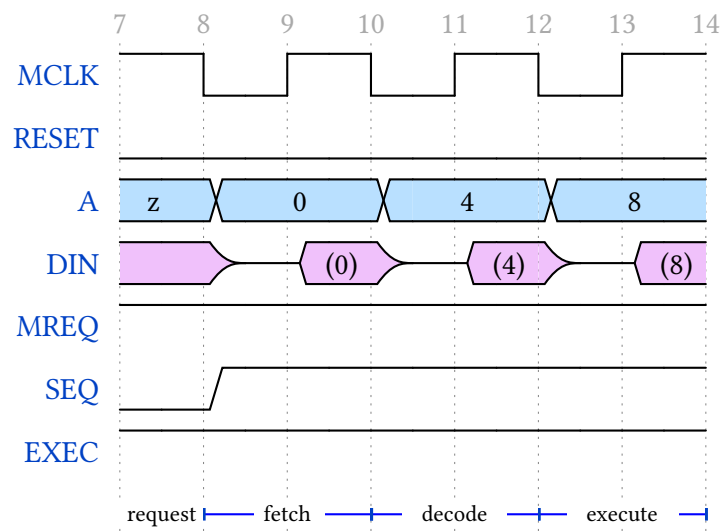 7 8 9 10 11 12 13 14
MCLK
RESET
A z 0 4 8
DIN (0) (4) (8)
MREQ
SEQ
EXEC
request fetch decode execute